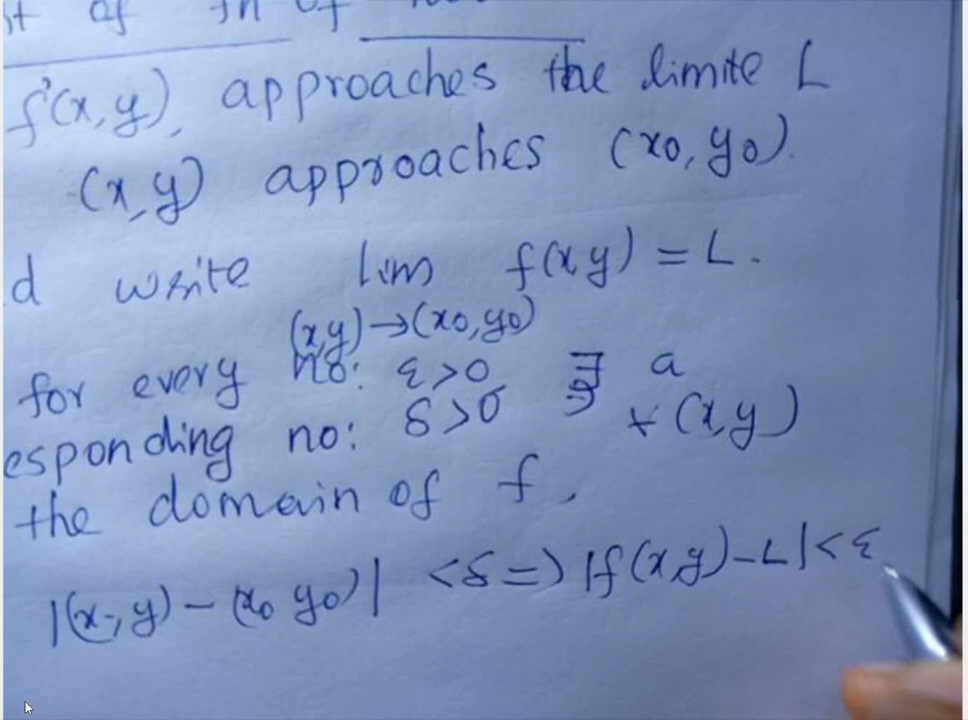 f(x,y) approaches the limite L
(x,y) approaches (x0,y0).
d write lim f(x,y) = L.
(x,y)→(x0,y0)
for every no: ε>0, ∃ a
esponding no: δ>0 ∋ ∀ (x,y)
the domain of f.
|(x,y) - (x0 y0)| <δ => |f(x,y)-L|<ε